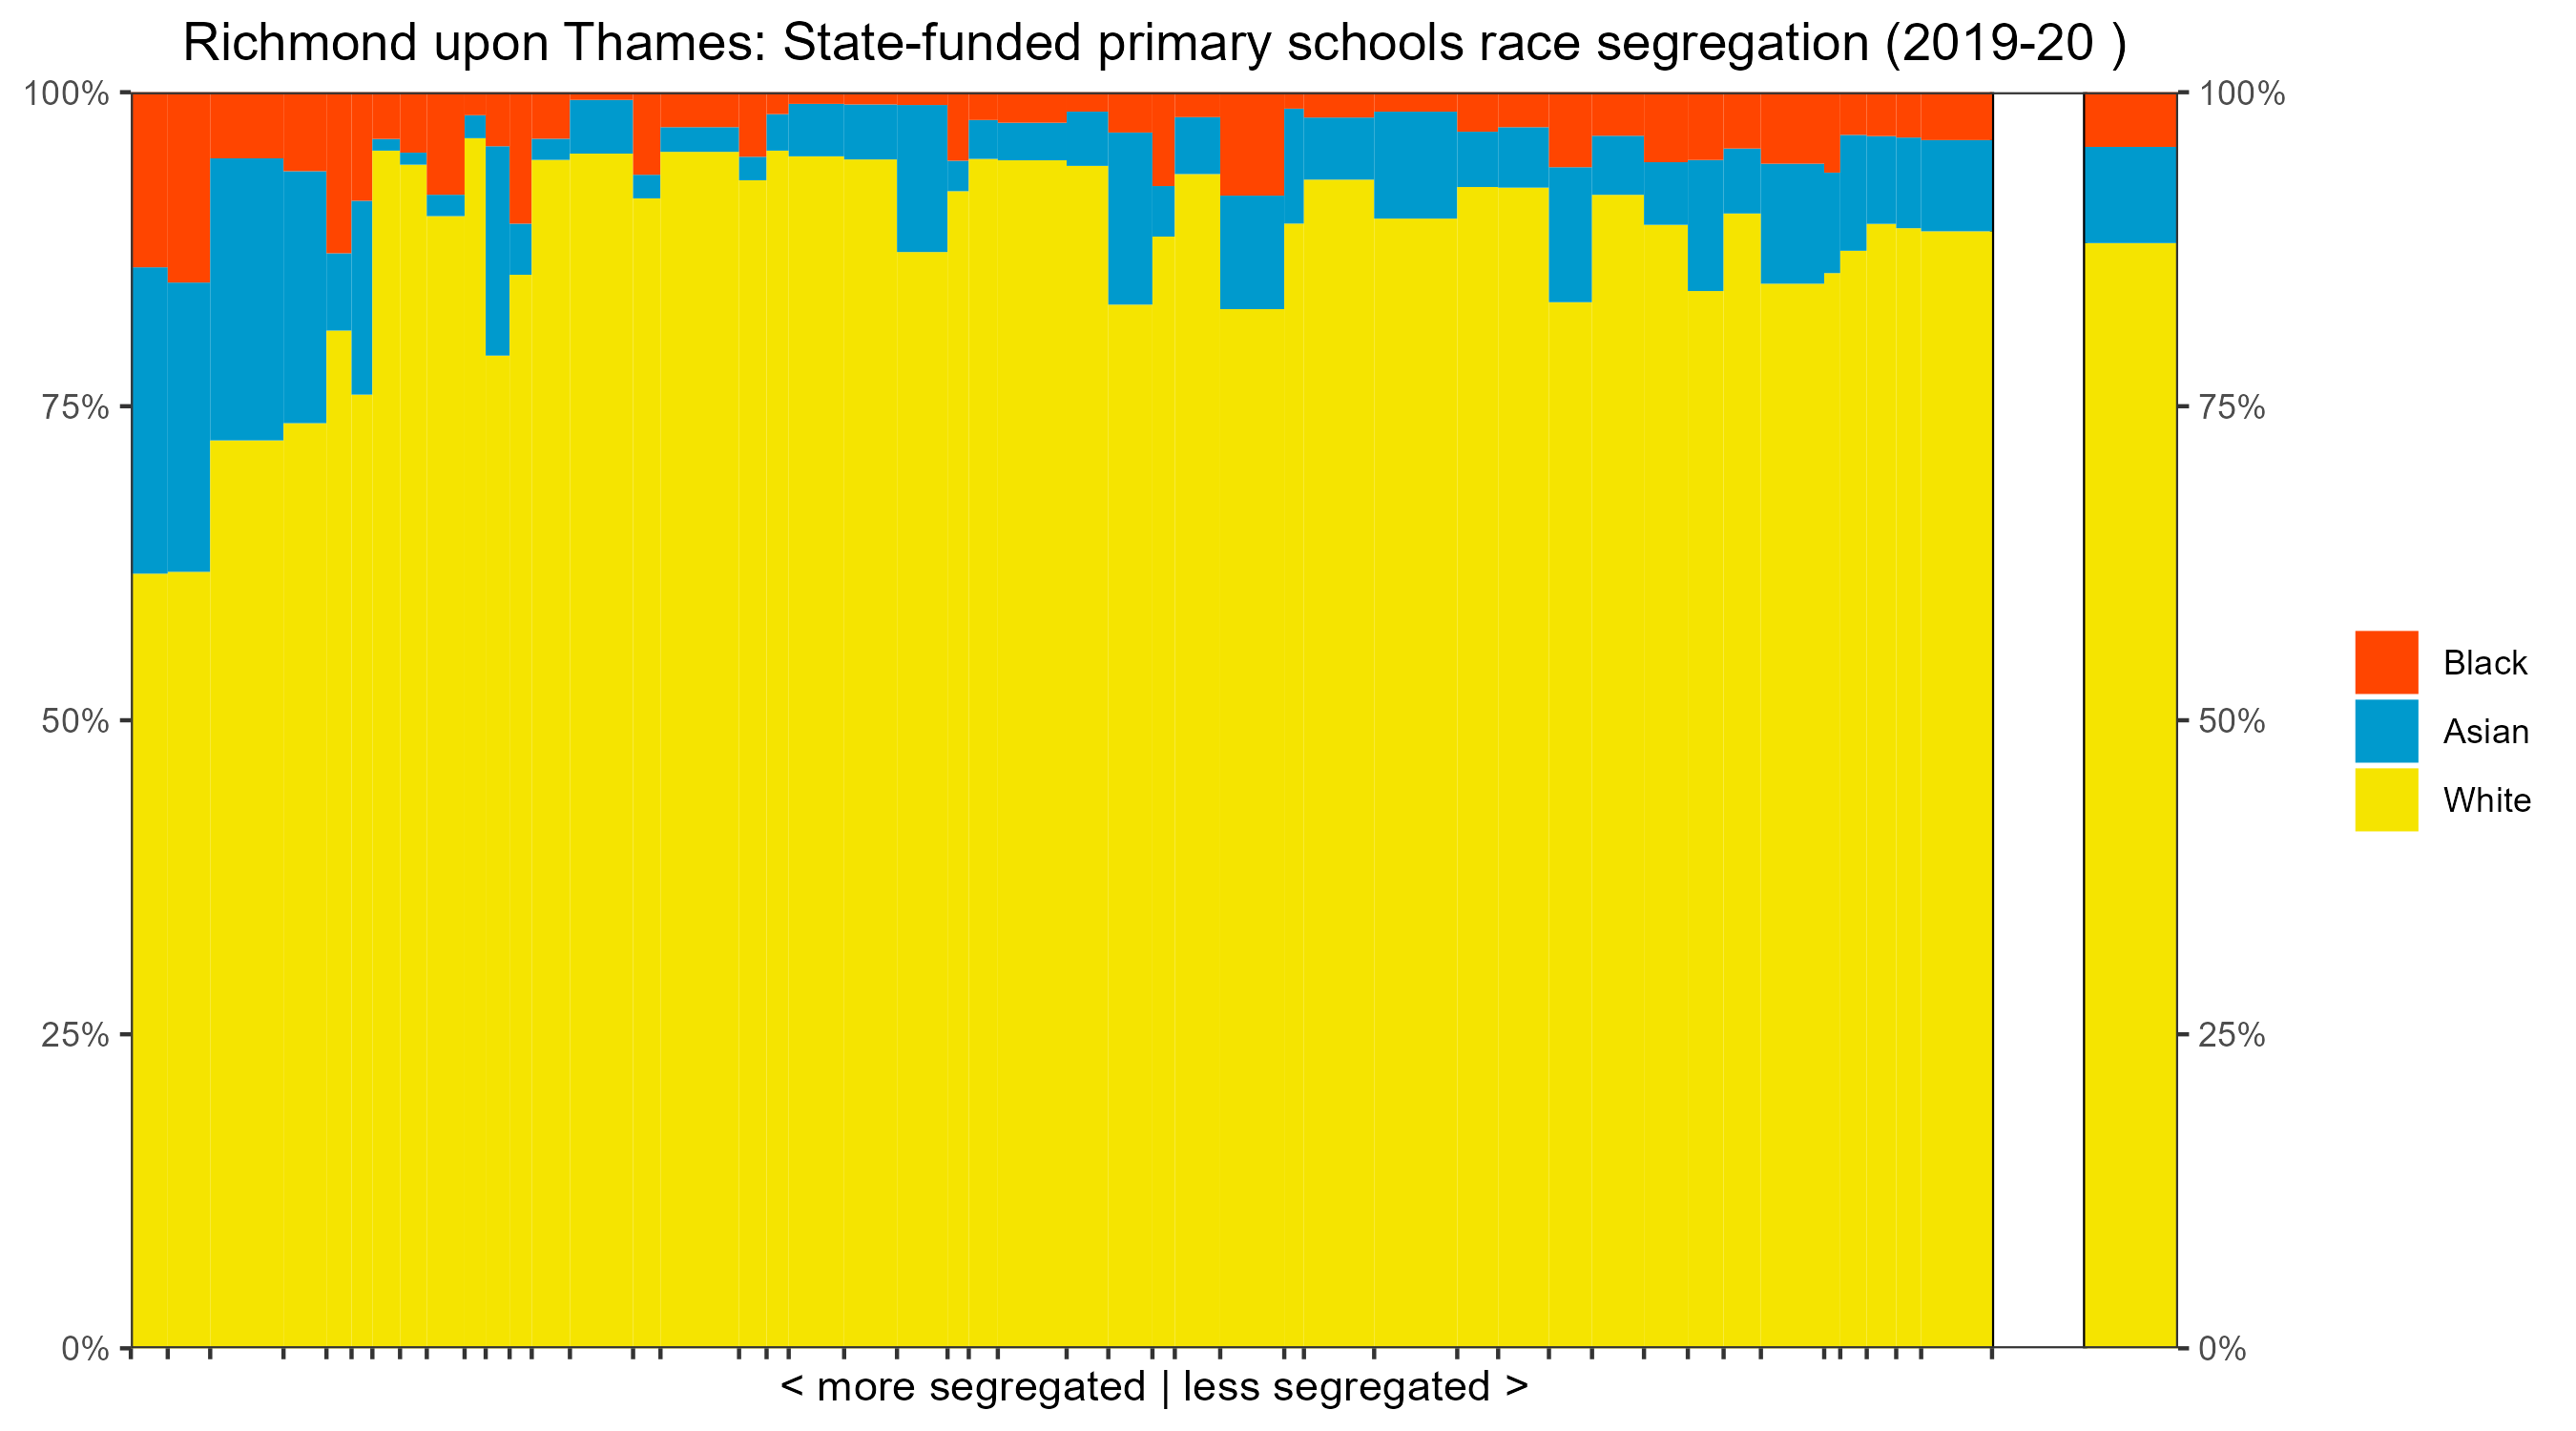 Richmond upon Thames: State-funded primary schools race segregation (2019-20 )
100%
75%
50%
25%
0%
100%
75%
50%
25%
0%
Black
Asian
White
< more segregated | less segregated >